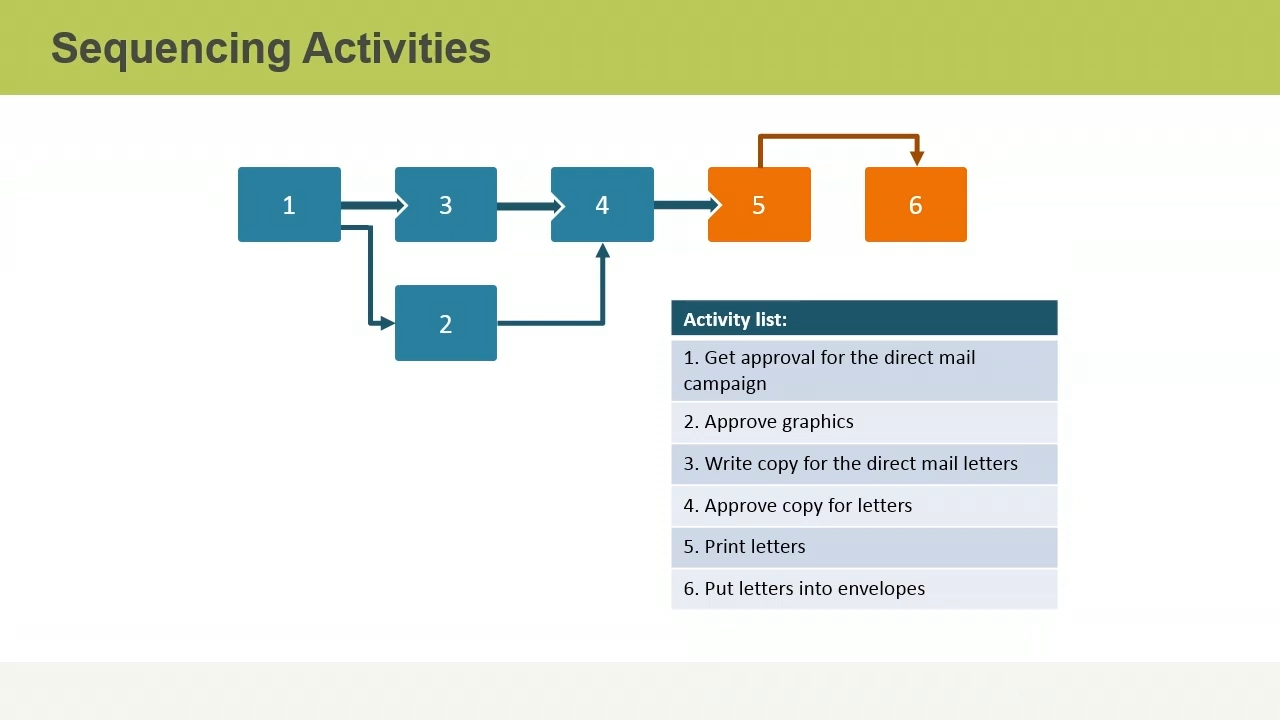 Sequencing Activities
1
3
4
5
6
2
Activity list:
1. Get approval for the direct mail
campaign
2. Approve graphics
3. Write copy for the direct mail letters
4. Approve copy for letters
5. Print letters
6. Put letters into envelopes